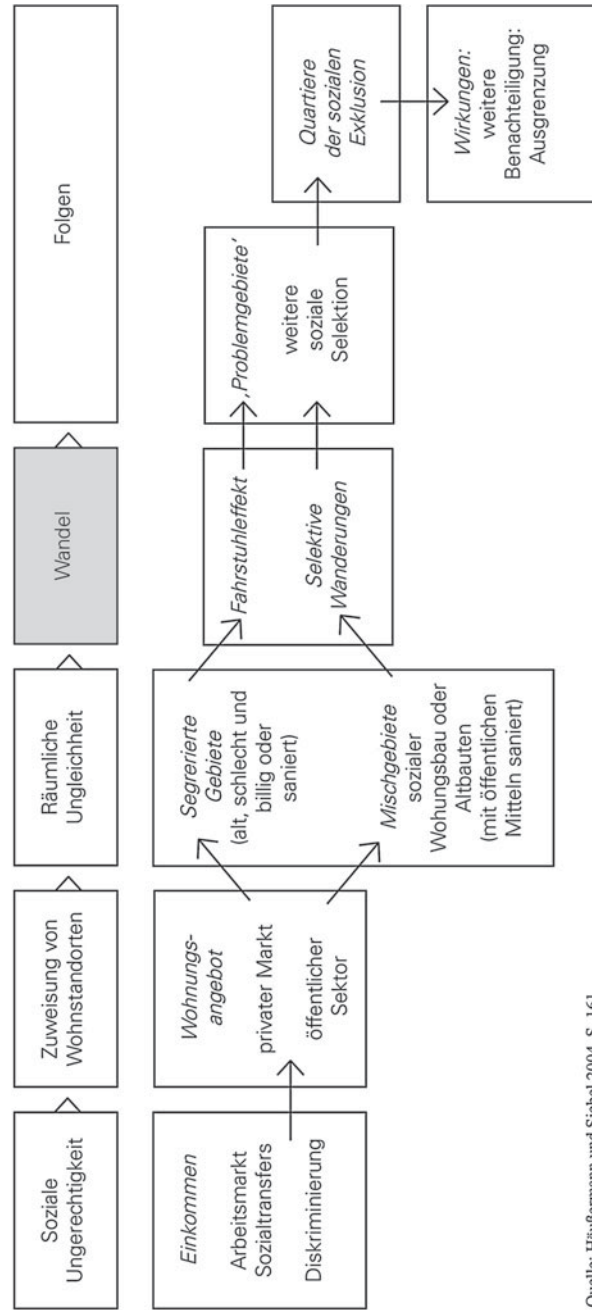 Soziale
Ungerechtigkeit
Zuweisung von
Wohnstandorten
Räumliche
Ungleichheit
Wandel
Folgen
Einkommen
Arbeitsmarkt
Sozialtransfers
Diskriminierung
Wohnungs-
angebot
privater Markt
öffentlicher
Sektor
Segrerierte
Gebiete
(alt, schlecht und
billig oder
saniert)
Mischgebiete
sozialer
Wohungsbau oder
Altbauten
(mit öffentlichen
Mitteln saniert)
Fahrstuhleffekt
Selektive
Wanderungen
‚Problemgebiete‘
weitere
soziale
Selektion
Quartiere
der sozialen
Exklusion
Wirkungen:
weitere
Benachteiligung:
Ausgrenzung
Quelle: Häußermann und Siebel 2004, S. 161